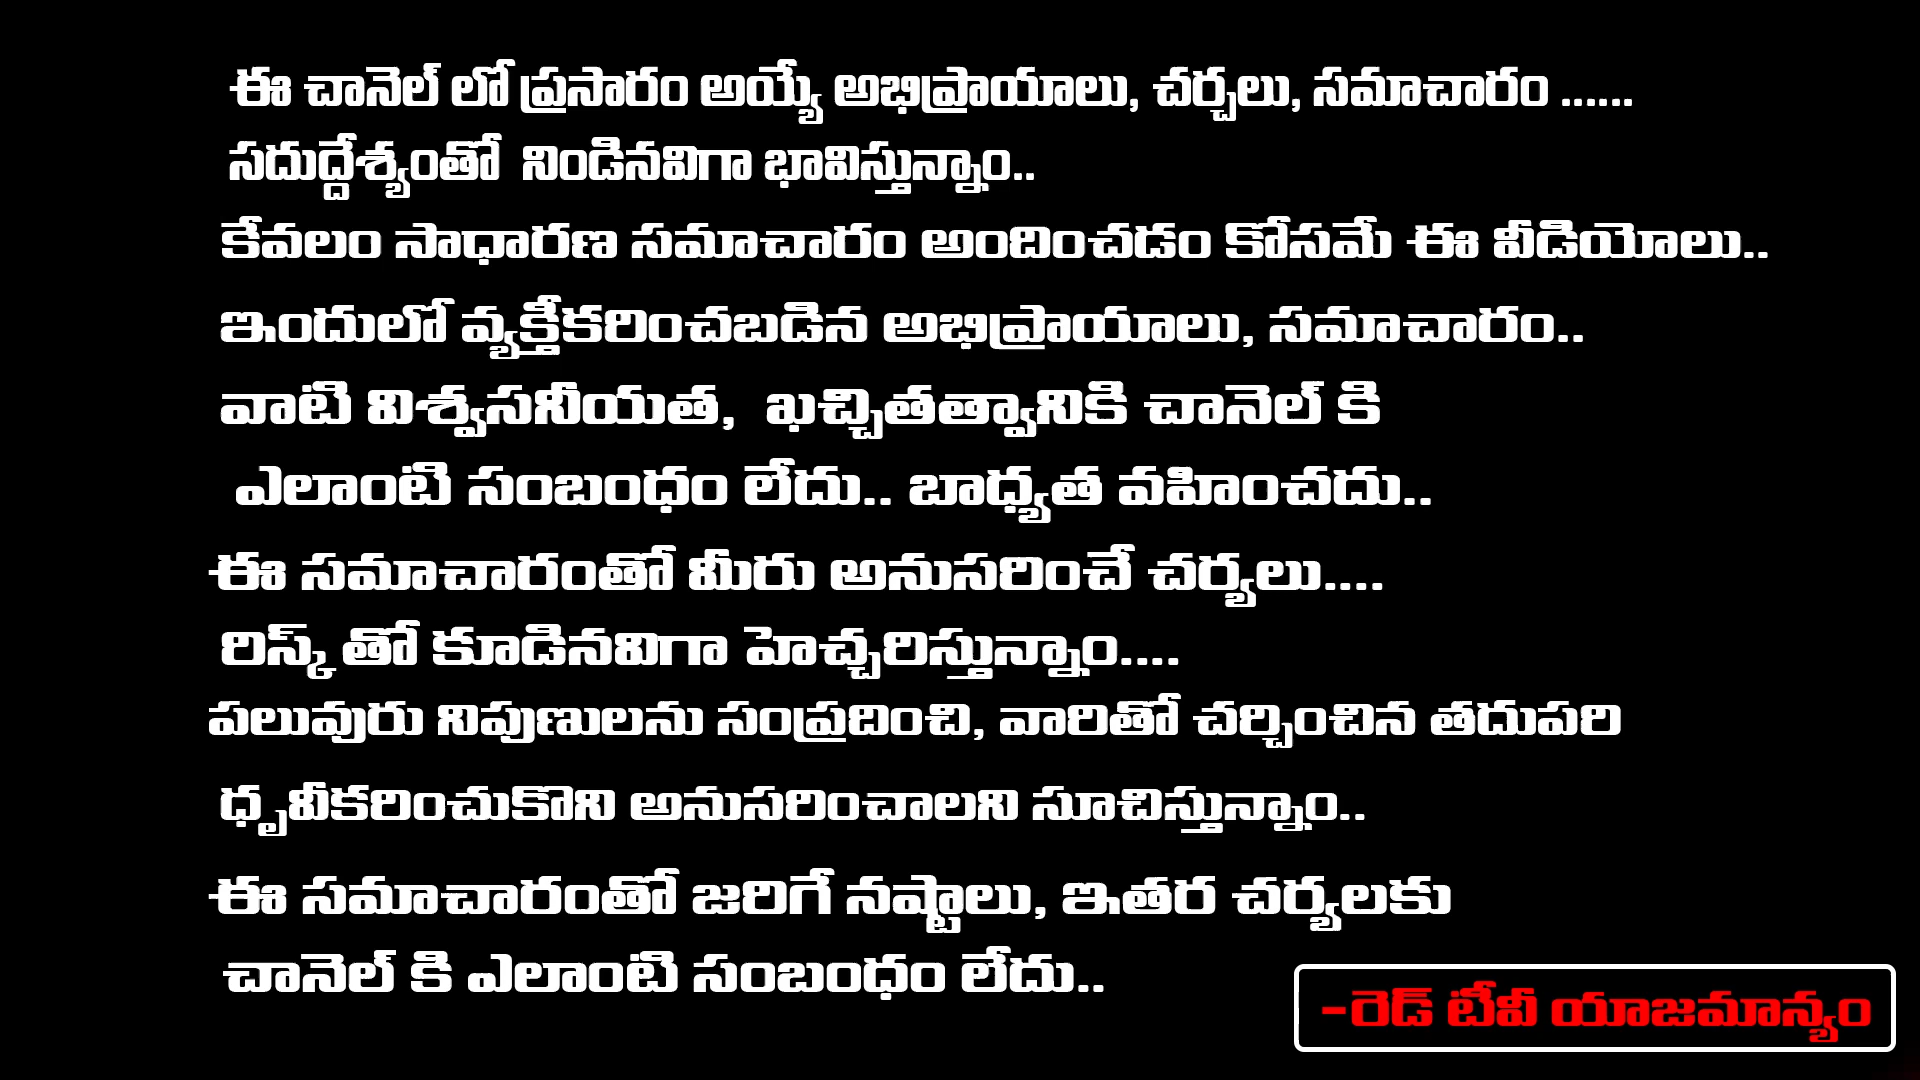 ఈ చానెల్ లో ప్రసారం అయ్యే అభిప్రాయాలు, చర్చలు, సమాచారం ......
సదుద్దేశ్యంతో నిండినవిగా భావిస్తున్నాం..
కేవలం సాధారణ సమాచారం అందించడం కోసమే ఈ వీడియోలు..
ఇందులో వ్యక్తీకరించబడిన అభిప్రాయాలు, సమాచారం..
వాటి విశ్వసనీయత, ఖచ్చితత్వానికి చానెల్ కి
ఎలాంటి సంబంధం లేదు.. బాధ్యత వహించదు..
ఈ సమాచారంతో మీరు అనుసరించే చర్యలు....
రిస్క్ తో కూడినవిగా హెచ్చరిస్తున్నాం....
పలువురు నిపుణులను సంప్రదించి, వారితో చర్చించిన తదుపరి
ధృవీకరించుకొని అనుసరించాలని సూచిస్తున్నాం..
ఈ సమాచారంతో జరిగే నష్టాలు, ఇతర చర్యలకు
చానెల్ కి ఎలాంటి సంబంధం లేదు..
-రెడ్ టీవీ యాజమాన్యం